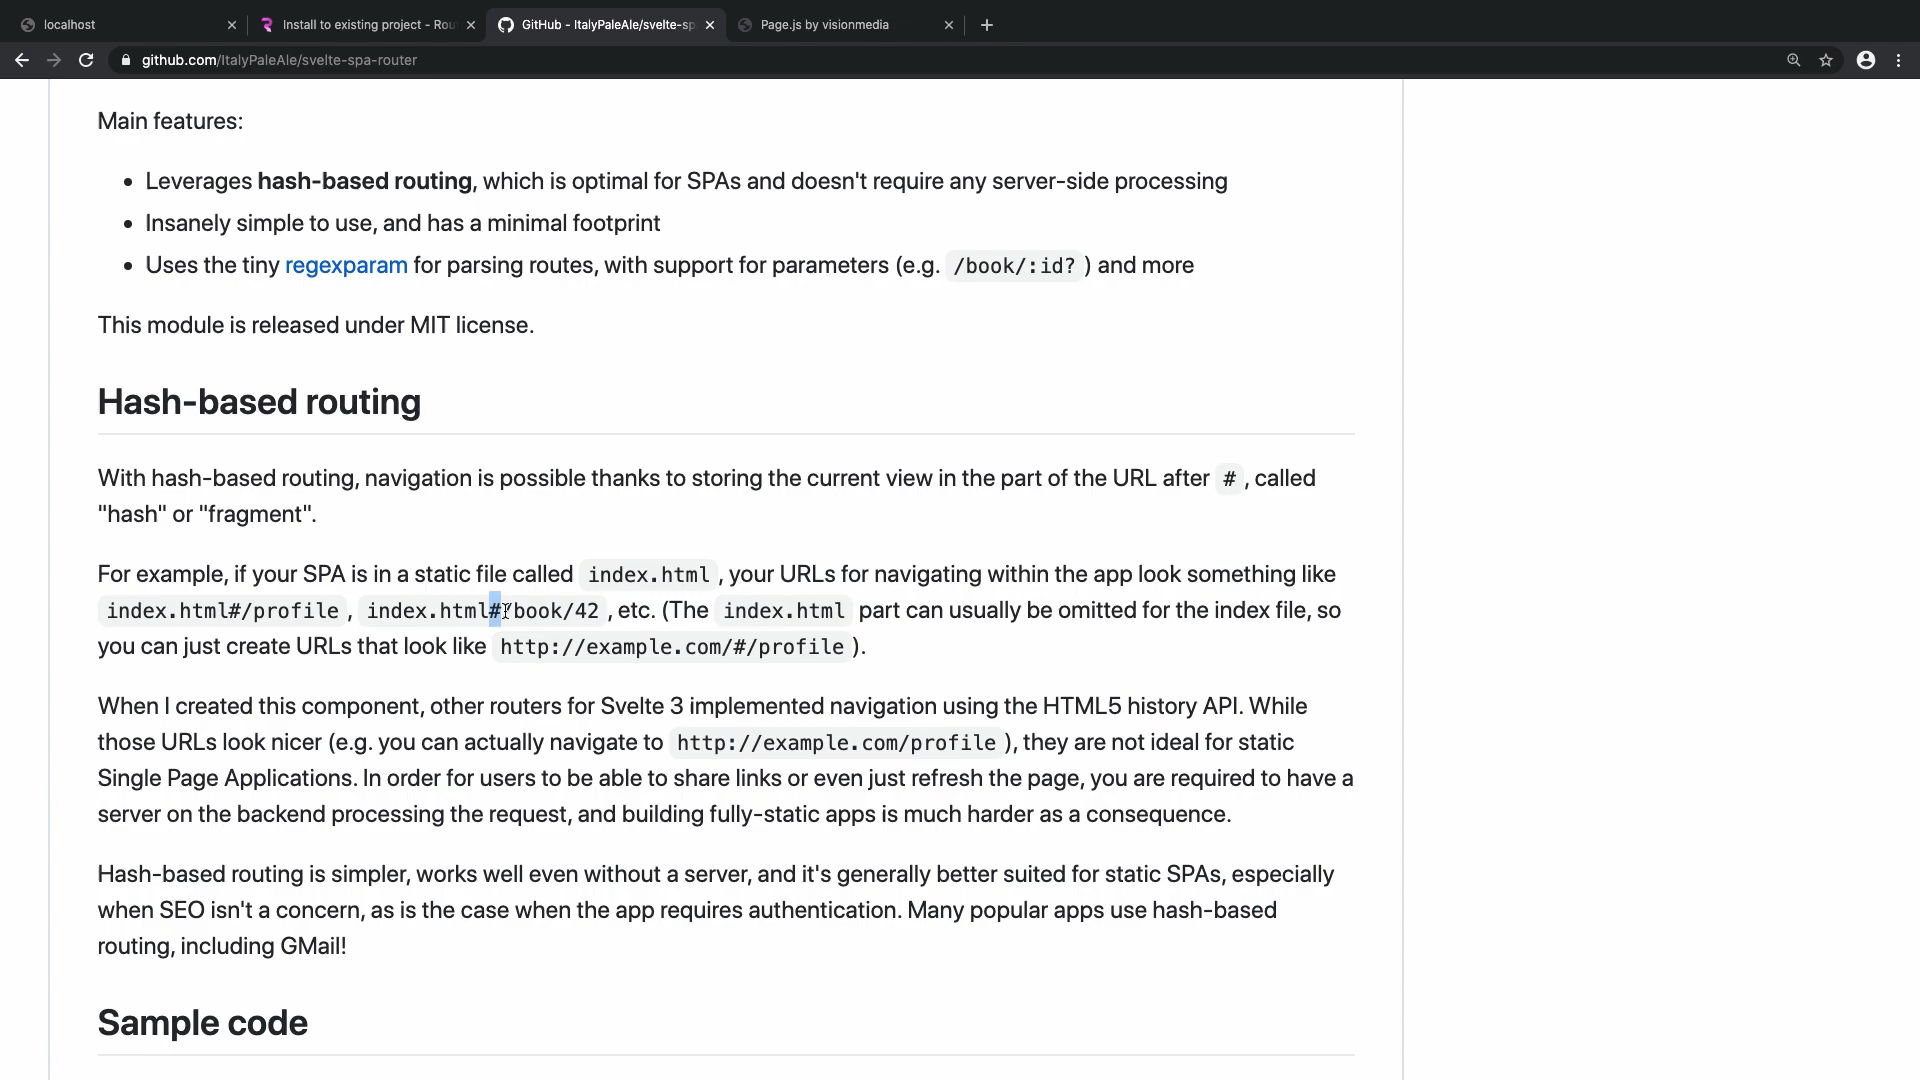 localhost
Install to existing project - Rou
GitHub - ItalyPaleAle/svelte-sp
Page.js by visionmedia
github.com/ItalyPaleAle/svelte-spa-router
Main features:
• Leverages hash-based routing, which is optimal for SPAs and doesn't require any server-side processing
• Insanely simple to use, and has a minimal footprint
• Uses the tiny regexparam for parsing routes, with support for parameters (e.g. /book/:id? ) and more
This module is released under MIT license.
Hash-based routing
With hash-based routing, navigation is possible thanks to storing the current view in the part of the URL after # , called
"hash" or "fragment".
For example, if your SPA is in a static file called index.html , your URLs for navigating within the app look something like
index.html#/profile , index.html#/book/42 , etc. (The index.html part can usually be omitted for the index file, so
you can just create URLs that look like http://example.com/#/profile ).
When I created this component, other routers for Svelte 3 implemented navigation using the HTML5 history API. While
those URLs look nicer (e.g. you can actually navigate to http://example.com/profile ), they are not ideal for static
Single Page Applications. In order for users to be able to share links or even just refresh the page, you are required to have a
server on the backend processing the request, and building fully-static apps is much harder as a consequence.
Hash-based routing is simpler, works well even without a server, and it's generally better suited for static SPAs, especially
when SEO isn't a concern, as is the case when the app requires authentication. Many popular apps use hash-based
routing, including GMail!
Sample code